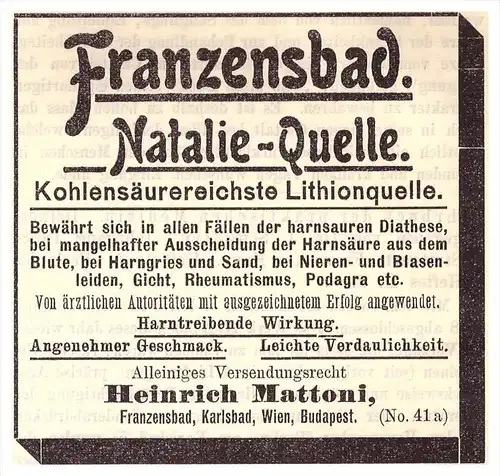 Franzensbad.
Natalie-Quelle.
Kohlensäurereichste Lithionquelle.
Bewährt sich in allen Fällen der harnsauren Diathese,
bei mangelhafter Ausscheidung der Harnsäure aus dem
Blute, bei Harngries und Sand, bei Nieren- und Blasen-
leiden, Gicht, Rheumatismus, Podagra etc.
Von ärztlichen Autoritäten mit ausgezeichnetem Erfolg angewendet.
Harntreibende Wirkung.
Angenehmer Geschmack. Leichte Verdaulichkeit.
Alleiniges Versendungsrecht
Heinrich Mattoni,
Franzensbad, Karlsbad, Wien, Budapest. (No. 41a)